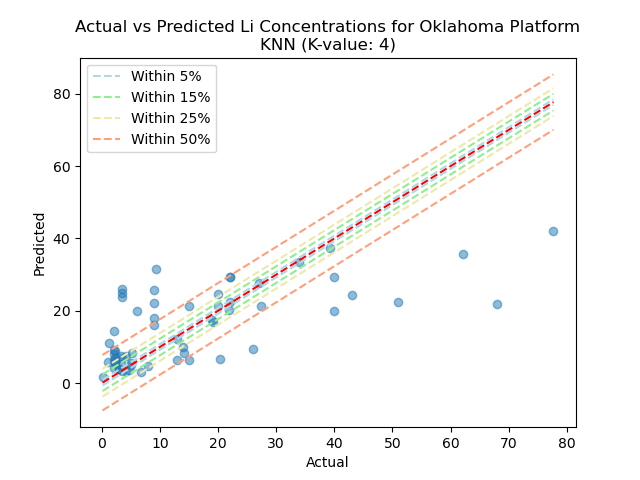 Actual vs Predicted Li Concentrations for Oklahoma Platform
KNN (K-value: 4)
Within 5%
Within 15%
Within 25%
Within 50%
80
60
40
20
0
Predicted
0 10 20 30 40 50 60 70 80
Actual